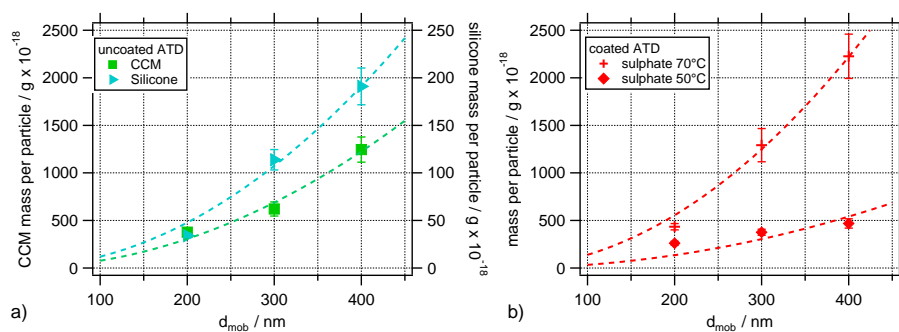 uncoated ATD
CCM
Silicone
CCM mass per particle / g x 10-18
2500
2000
1500
1000
500
0
250
200
150
100
50
0
silicone mass per particle / g x 10-18
100
200
300
400
dmob / nm
a)
coated ATD
sulphate 70°C
sulphate 50°C
mass per particle / g x 10-18
2500
2000
1500
1000
500
0
100
200
300
400
dmob / nm
b)